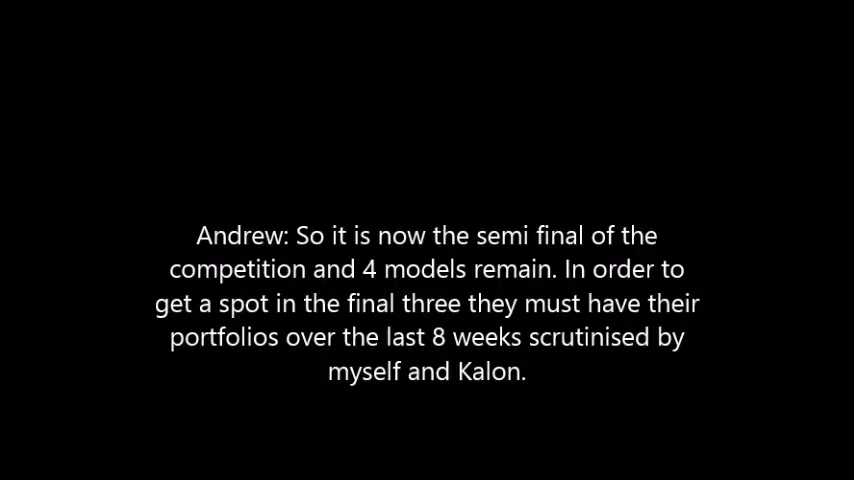 Andrew: So it is now the semi final of the
competition and 4 models remain. In order to
get a spot in the final three they must have their
portfolios over the last 8 weeks scrutinised by
myself and Kalon.